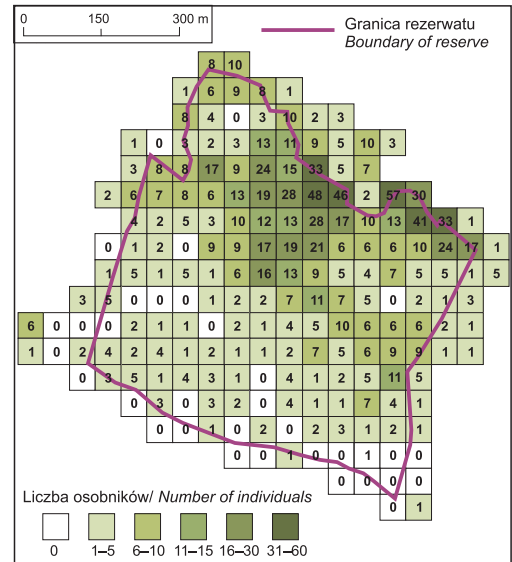 0 150 300 m
Granica rezerwatu
Boundary of reserve
8 10
1 6 9 8 1
8 4 0 3 10 2 3
1 0 3 2 3 13 11 9 5 10 3
3 8 8 17 9 24 15 33 5 7
2 6 7 8 6 13 19 28 48 46 2 57 30
4 2 5 3 10 12 13 28 17 10 13 41 33 1
0 1 2 0 9 9 17 19 21 6 6 6 10 24 17 1
1 5 1 5 1 6 16 13 9 5 4 7 5 5 1 5
3 5 0 0 0 1 2 2 7 11 7 5 0 2 1 3
6 0 0 0 2 1 1 0 2 1 4 5 10 6 6 6 2 1
1 0 2 4 2 4 2 1 2 1 1 2 7 5 6 9 9 1 1
0 3 5 1 4 3 1 0 4 1 2 5 11 5
0 3 0 3 2 0 4 1 1 7 4 1
0 0 1 0 2 0 2 3 1 2 1
0 0 1 0 0 1 0 0
0 0 0 0
0 1
Liczba osobników/ Number of individuals
0 1–5 6–10 11–15 16–30 31–60